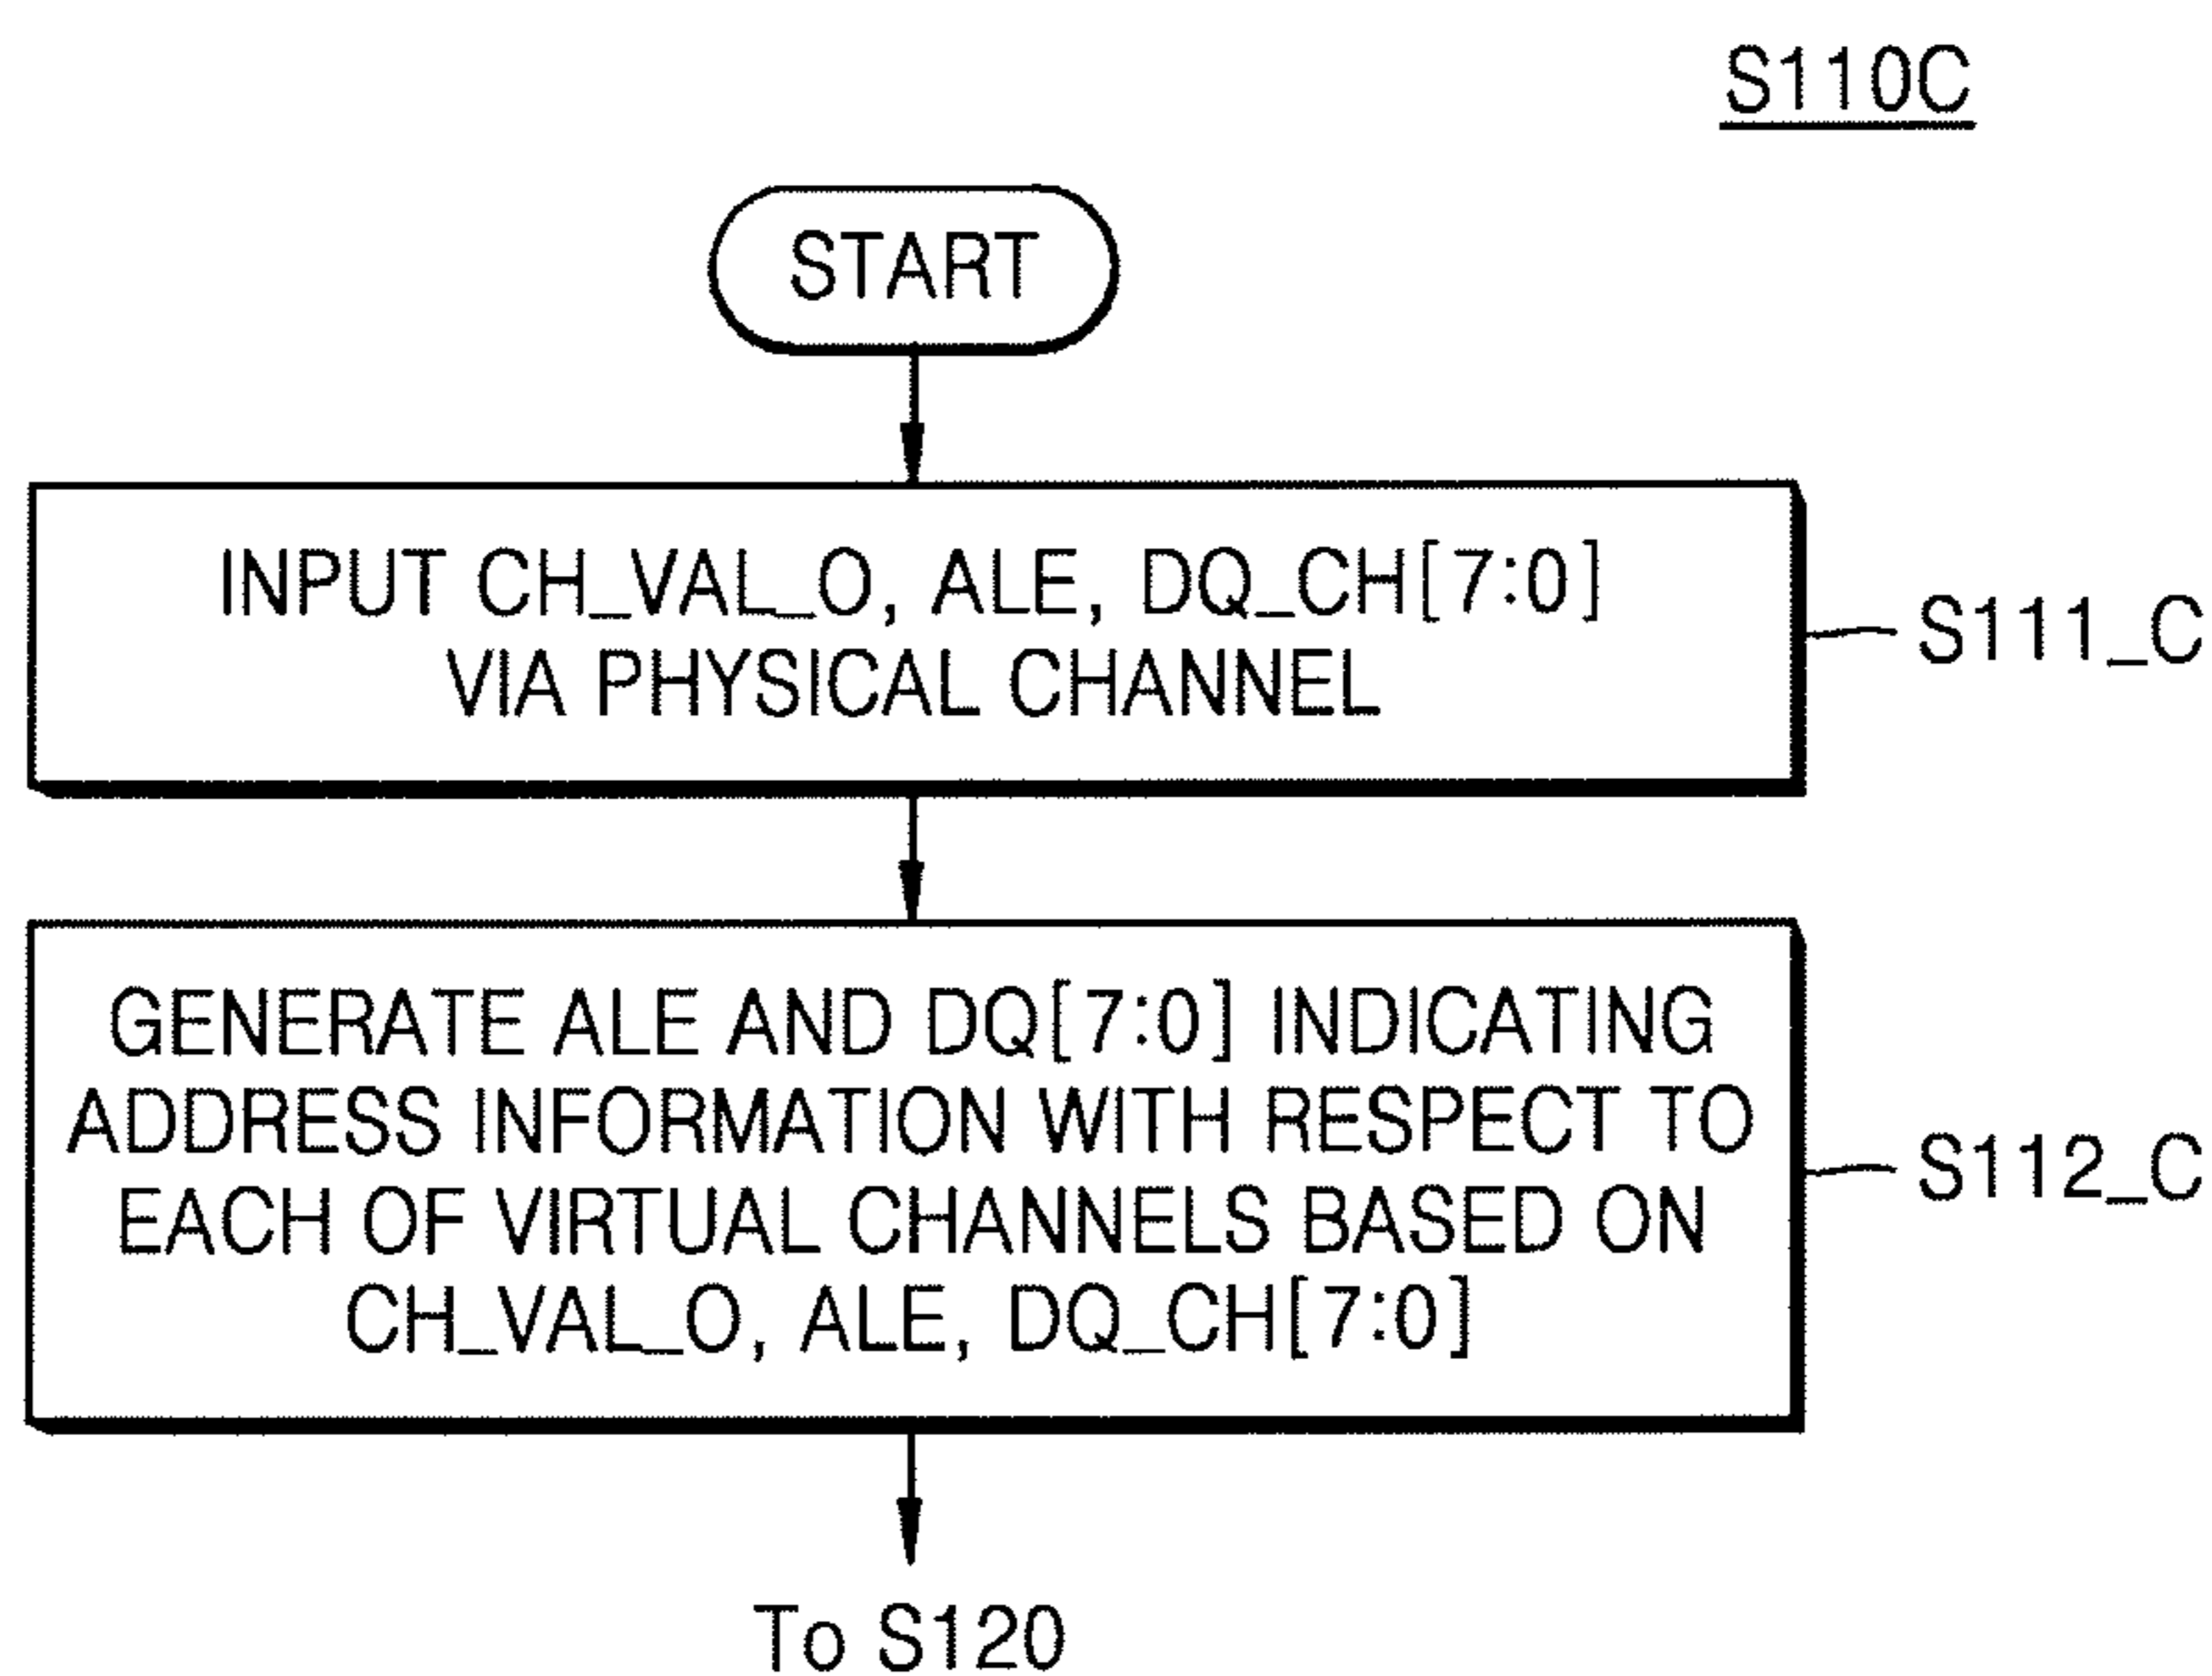 S110C
START
INPUT CH_VAL_O, ALE, DQ_CH[7:0]
VIA PHYSICAL CHANNEL
S111_C
GENERATE ALE AND DQ[7:0] INDICATING
ADDRESS INFORMATION WITH RESPECT TO
EACH OF VIRTUAL CHANNELS BASED ON
CH_VAL_O, ALE, DQ_CH[7:0]
S112_C
To S120